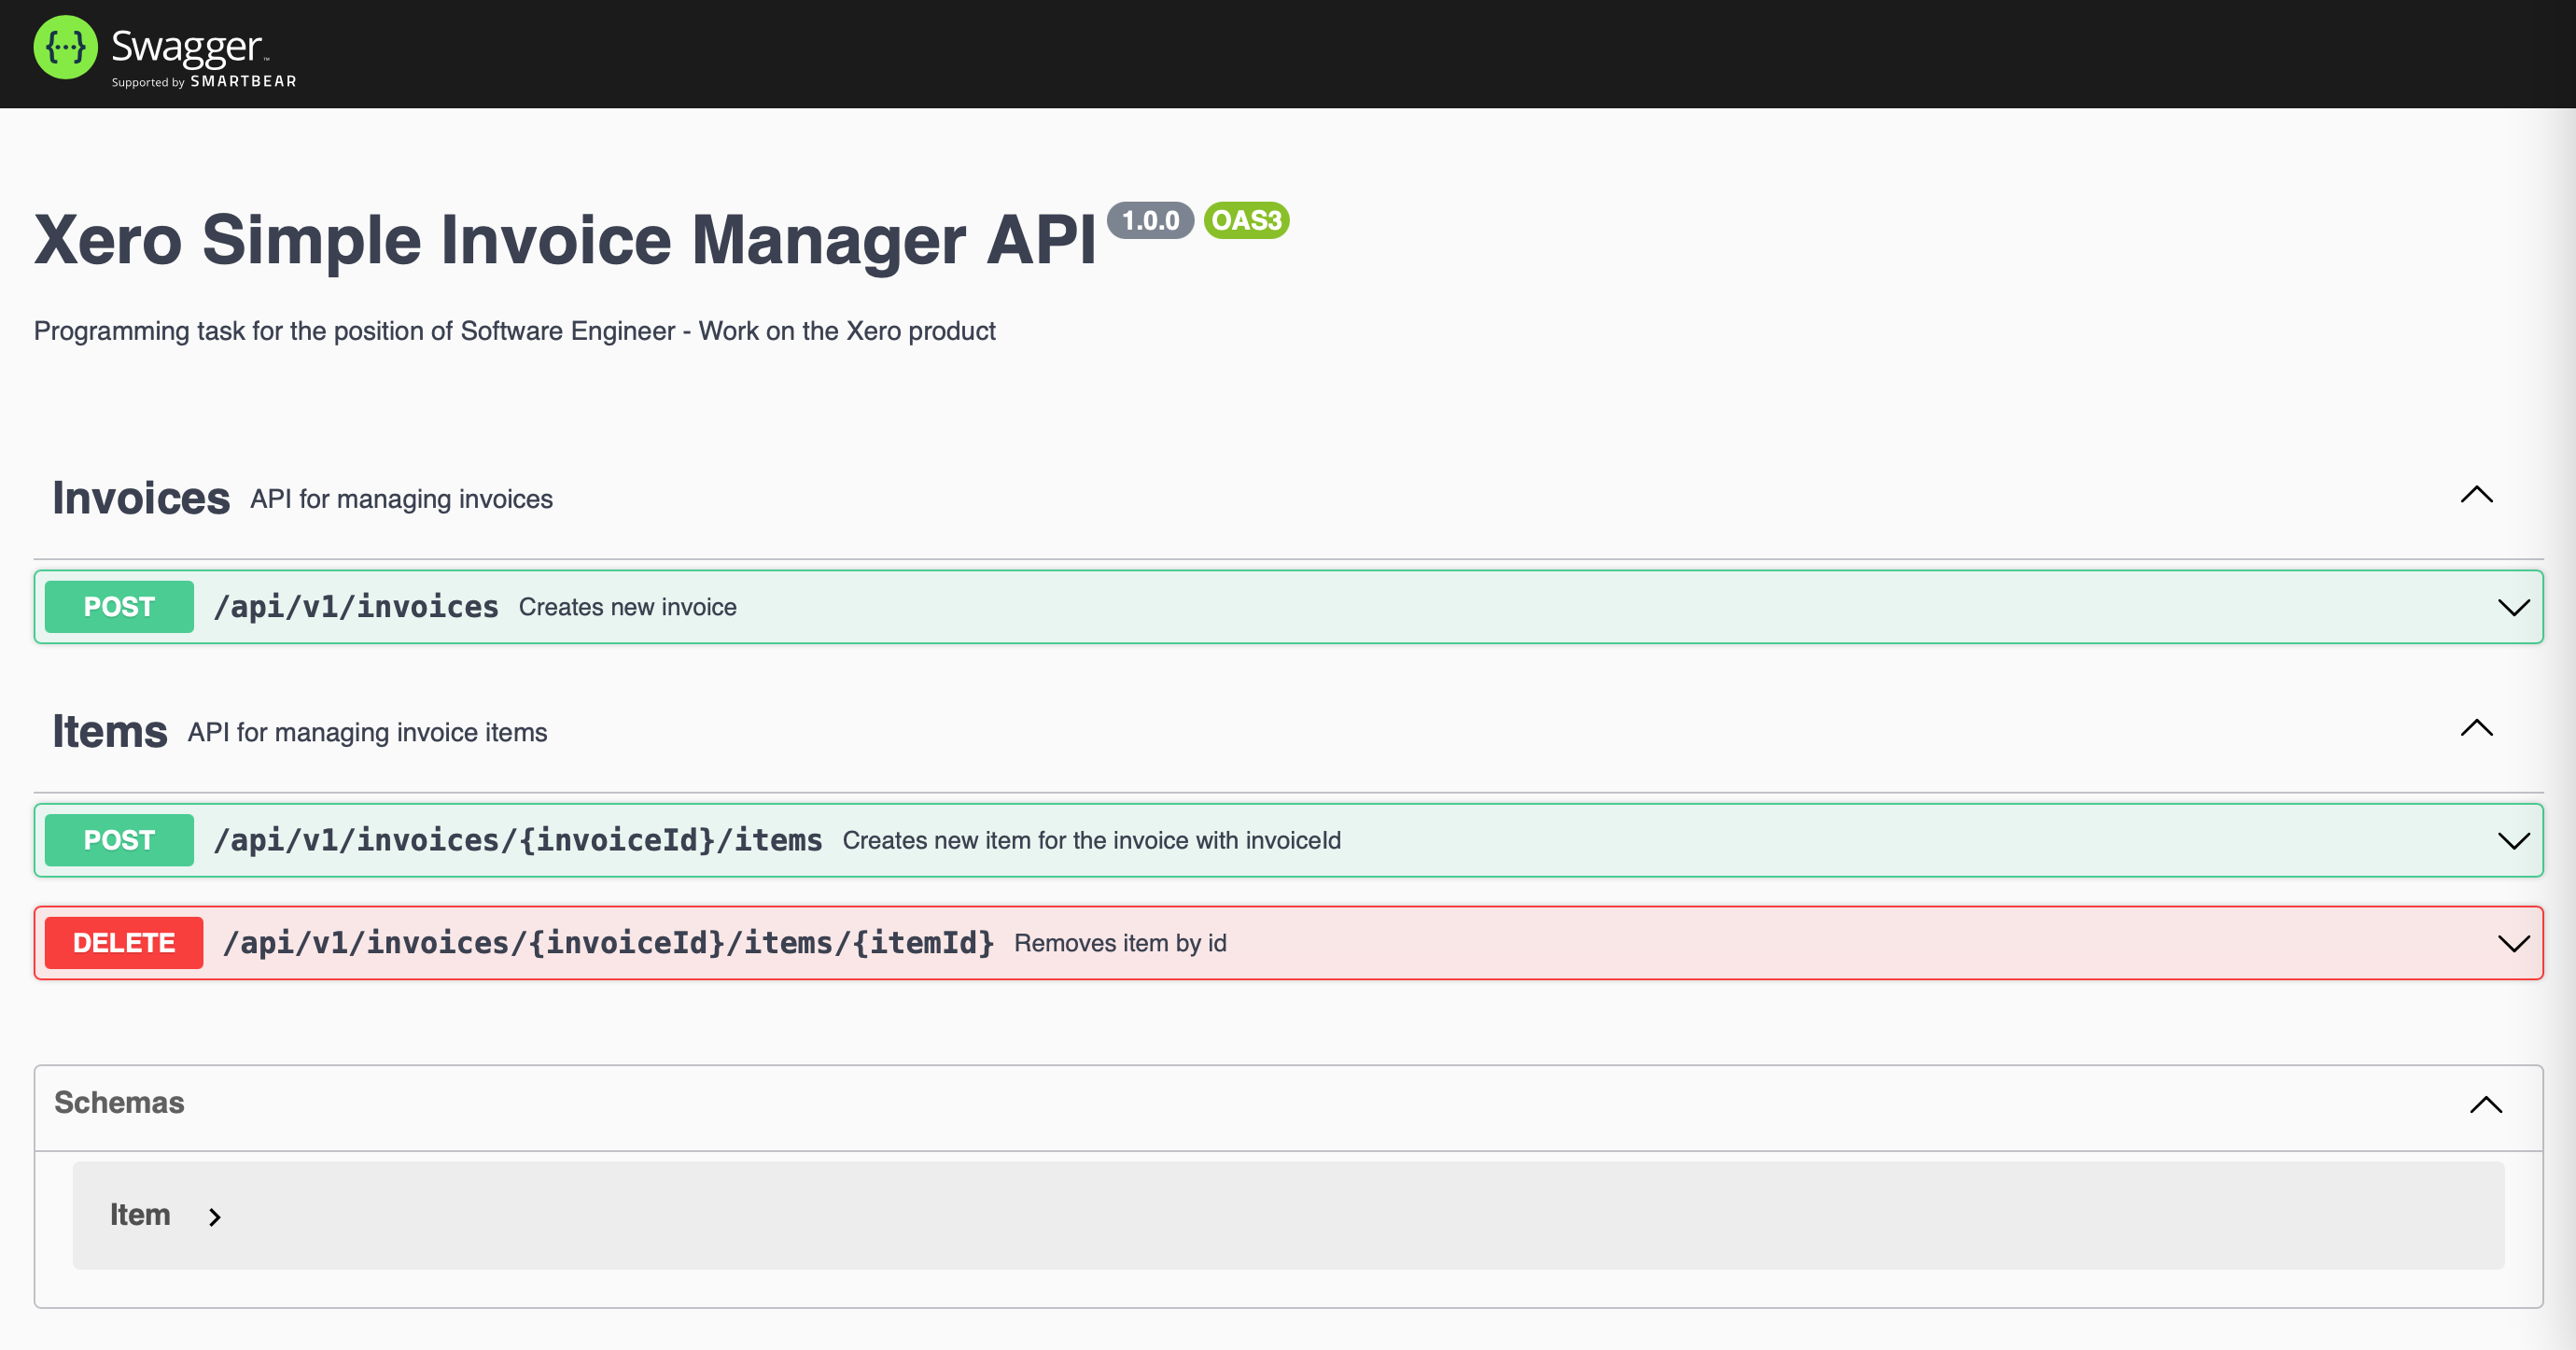 {···} Swagger™
Supported by SMARTBEAR
Xero Simple Invoice Manager API 1.0.0 OAS3
Programming task for the position of Software Engineer - Work on the Xero product
Invoices API for managing invoices
POST /api/v1/invoices Creates new invoice
Items API for managing invoice items
POST /api/v1/invoices/{invoiceId}/items Creates new item for the invoice with invoiceId
DELETE /api/v1/invoices/{invoiceId}/items/{itemId} Removes item by id
Schemas
Item